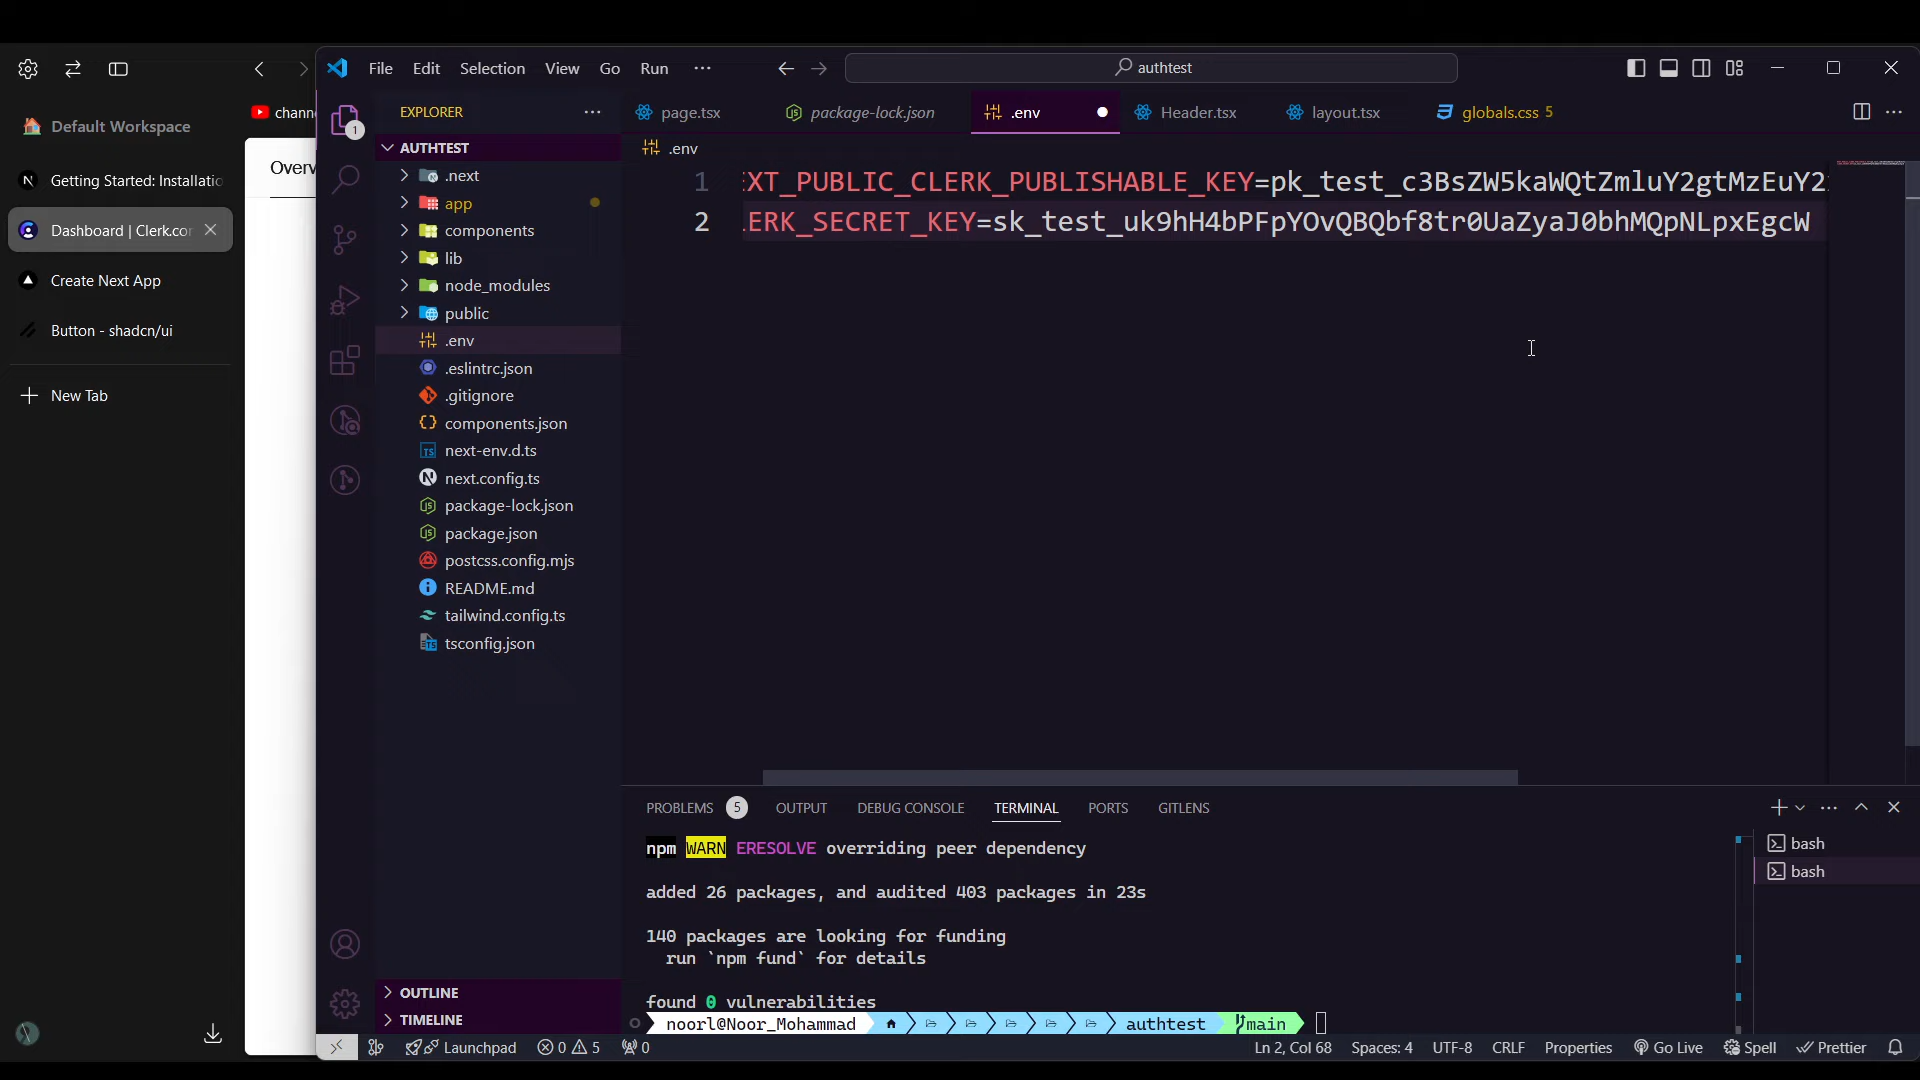 File Edit Selection View Go Run ···
authtest
Default Workspace
Getting Started: Installatio
Dashboard | Clerk.cor
Create Next App
Button - shadcn/ui
New Tab
chann
Overv
EXPLORER
AUTHTEST
.next
app
components
lib
node_modules
public
.env
.eslintrc.json
.gitignore
components.json
next-env.d.ts
next.config.ts
package-lock.json
package.json
postcss.config.mjs
README.md
tailwind.config.ts
tsconfig.json
OUTLINE
TIMELINE
1
page.tsx package-lock.json .env Header.tsx layout.tsx globals.css 5
.env
1 EXT_PUBLIC_CLERK_PUBLISHABLE_KEY=pk_test_c3BsZW5kaWQtZmluY2gtMzEuY2
2 LERK_SECRET_KEY=sk_test_uk9hH4bPFpYOvQBQbf8tr0UaZyaJ0bhMQpNLpxEgcW
PROBLEMS 5 OUTPUT DEBUG CONSOLE TERMINAL PORTS GITLENS
npm WARN ERESOLVE overriding peer dependency
added 26 packages, and audited 403 packages in 23s
140 packages are looking for funding
run `npm fund` for details
found 0 vulnerabilities
noorl@Noor_Mohammad authtest main
bash
bash
Launchpad 0 5 0 Ln 2, Col 68 Spaces: 4 UTF-8 CRLF Properties Go Live Spell Prettier